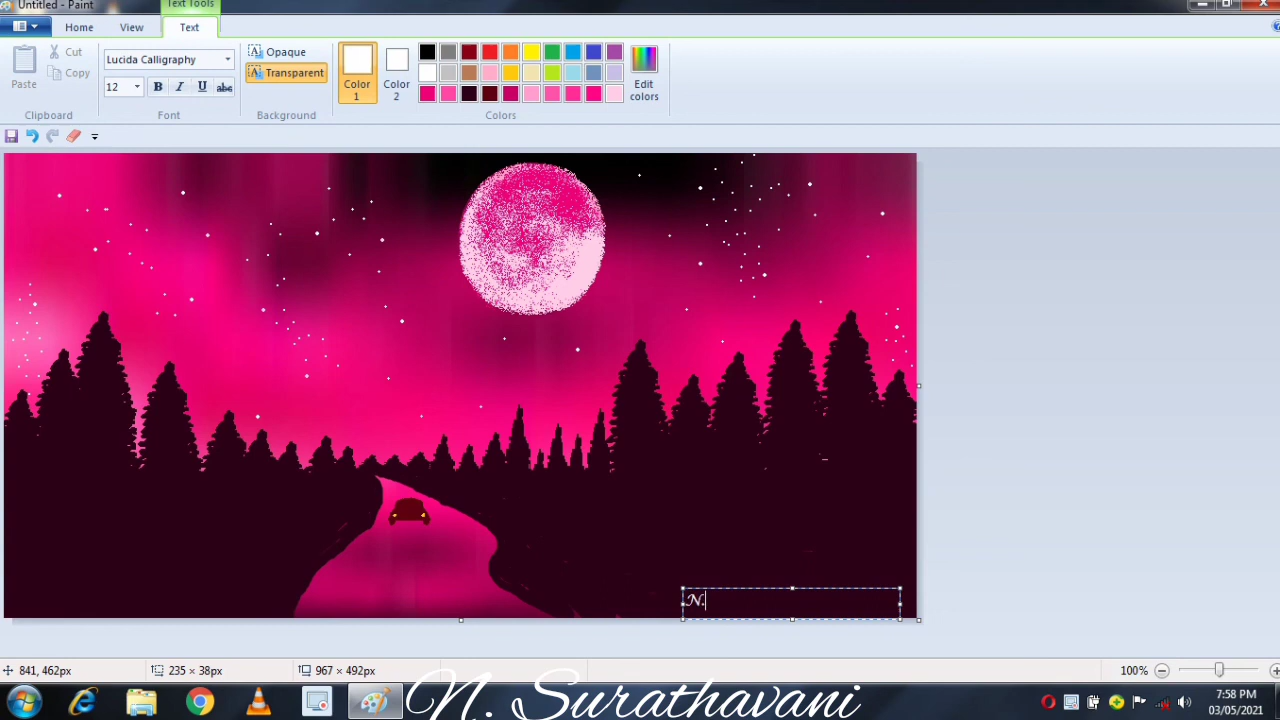 Untitled - Paint
Text Tools
Home View Text
Paste
Cut
Copy
Clipboard
Lucida Calligraphy
12 B I U abc
Font
Opaque
Transparent
Background
Color 1
Color 2
Edit colors
Colors
N.
841, 462px 235 × 38px 967 × 492px 100%
N. Surathavani
7:58 PM
03/05/2021